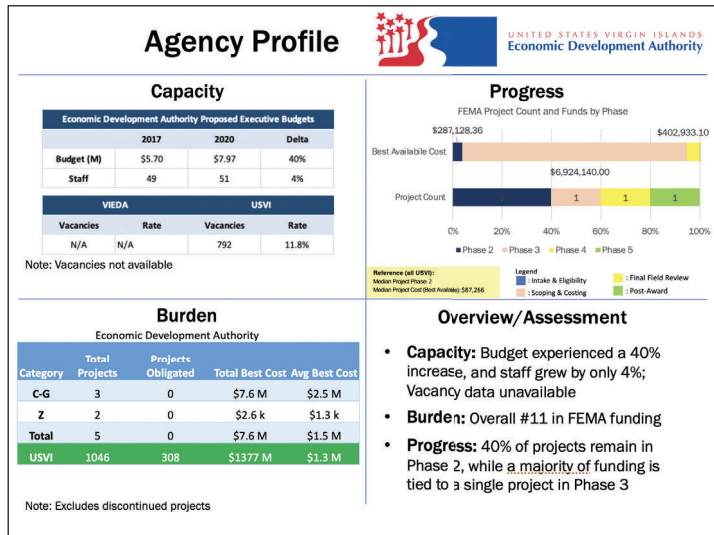 Agency Profile
UNITED STATES VIRGIN ISLANDS
Economic Development Authority
Capacity
Economic Development Authority Proposed Executive Budgets
2017 2020 Delta
Budget (M) $5.70 $7.97 40%
Staff 49 51 4%
VIEDA USVI
Vacancies Rate Vacancies Rate
N/A N/A 792 11.8%
Note: Vacancies not available
Progress
FEMA Project Count and Funds by Phase
$287,128.36 $402,933.10
Best Availabile Cost
$6,924,140.00
Project Count 1 1 1
0% 20% 40% 60% 80% 100%
Phase 2 Phase 3 Phase 4 Phase 5
Reference (all USVI):
Median Project Phase: 2
Median Project Cost (Best Available): $87,266
Legend
: Intake & Eligibility
: Scoping & Costing
: Final Field Review
: Post-Award
Burden
Economic Development Authority
Category Total Projects Projects Obligated Total Best Cost Avg Best Cost
C-G 3 0 $7.6 M $2.5 M
Z 2 0 $2.6 k $1.3 k
Total 5 0 $7.6 M $1.5 M
USVI 1046 308 $1377 M $1.3 M
Note: Excludes discontinued projects
Overview/Assessment
• Capacity: Budget experienced a 40%
increase, and staff grew by only 4%;
Vacancy data unavailable
• Burden: Overall #11 in FEMA funding
• Progress: 40% of projects remain in
Phase 2, while a majority of funding is
tied to a single project in Phase 3